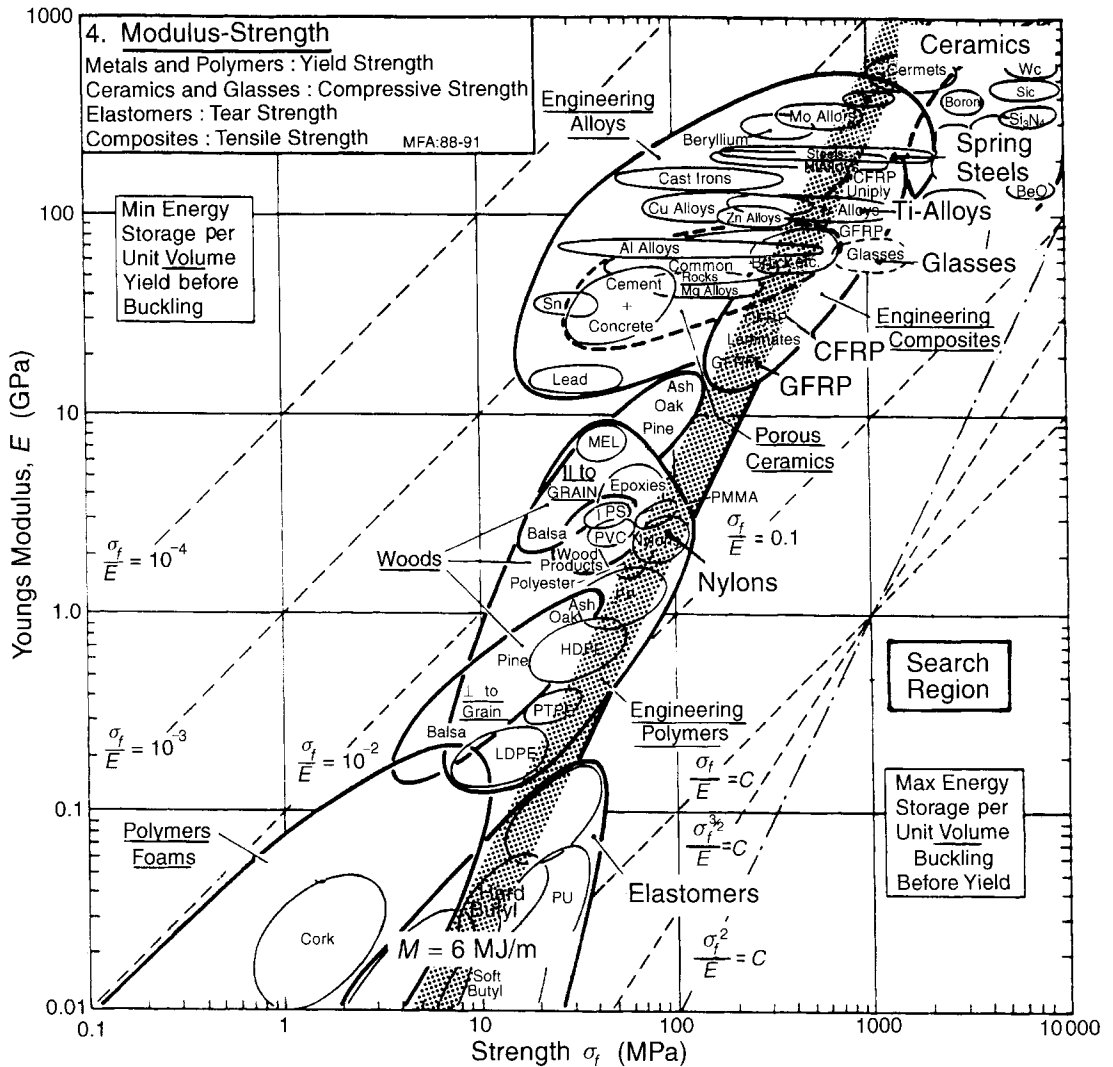 4. Modulus-Strength
Metals and Polymers : Yield Strength
Ceramics and Glasses : Compressive Strength
Elastomers : Tear Strength
Composites : Tensile Strength
MFA:88-91
Min Energy
Storage per
Unit Volume
Yield before
Buckling
Engineering
Alloys
Ceramics
Cermets
Wc
Sic
Boron
Si₃N₄
Mo Alloys
Beryllium
Steels
Spring
Steels
Cast Irons
CFRP
Uniply
BeO
Cu Alloys
Zn Alloys
Alloys
Ti-Alloys
GFRP
Al Alloys
Glasses
Glasses
Common
Rocks
Mg Alloys
Cement
+
Concrete
Sn
Engineering
Composites
Laminates
CFRP
GFRP
GFRP
Lead
Ash
Oak
Pine
Porous
Ceramics
MEL
|| to
GRAIN
Epoxies
PMMA
PS
PVC
Nylons
Balsa
Wood
Products
Woods
Polyester
Nylons
σf/E = 10⁻⁴
σf/E = 0.1
Ash
Oak
PP
HDPE
Pine
⊥ to
Grain
PTFE
Engineering
Polymers
Balsa
LDPE
σf/E = 10⁻³
σf/E = 10⁻²
Search
Region
σf/E = C
σf^3/2/E = C
σf²/E = C
Max Energy
Storage per
Unit Volume
Buckling
Before Yield
Polymers
Foams
Elastomers
Hard
Butyl
PU
Cork
M = 6 MJ/m
Soft
Butyl
Youngs Modulus, E (GPa)
1000
100
10
1.0
0.1
0.01
0.1
1
10
100
1000
10 000
Strength σf (MPa)